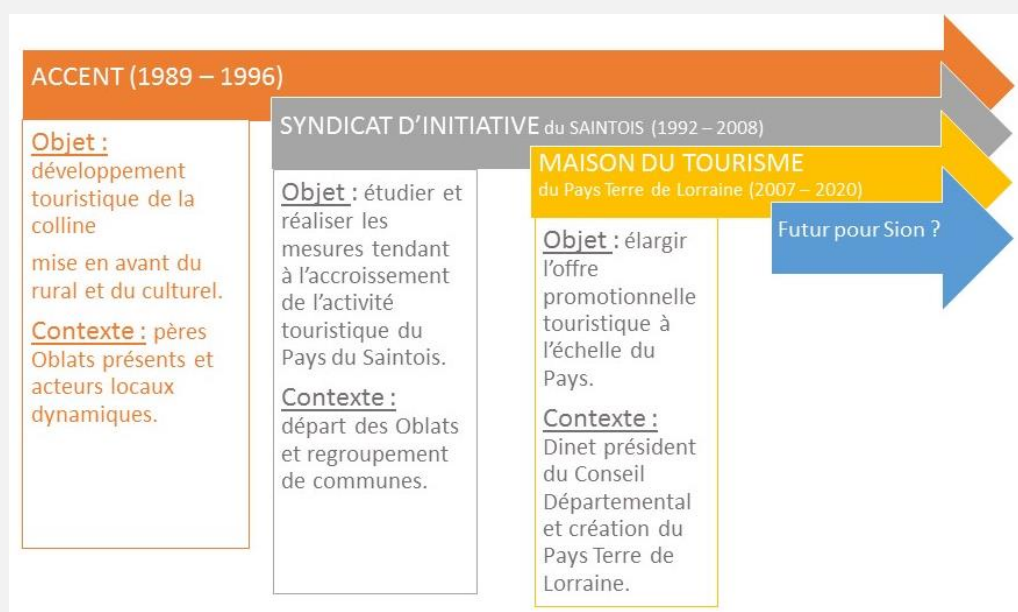 ACCENT (1989 – 1996)
Objet :
développement
touristique de la
colline
mise en avant du
rural et du culturel.
Contexte : pères
Oblats présents et
acteurs locaux
dynamiques.
SYNDICAT D’INITIATIVE du SAINTOIS (1992 – 2008)
Objet : étudier et
réaliser les
mesures tendant
à l’accroissement
de l’activité
touristique du
Pays du Saintois.
Contexte :
départ des Oblats
et regroupement
de communes.
MAISON DU TOURISME
du Pays Terre de Lorraine (2007 – 2020)
Objet : élargir
l’offre
promotionnelle
touristique à
l’échelle du
Pays.
Contexte :
Dinet président
du Conseil
Départemental
et création du
Pays Terre de
Lorraine.
Futur pour Sion ?